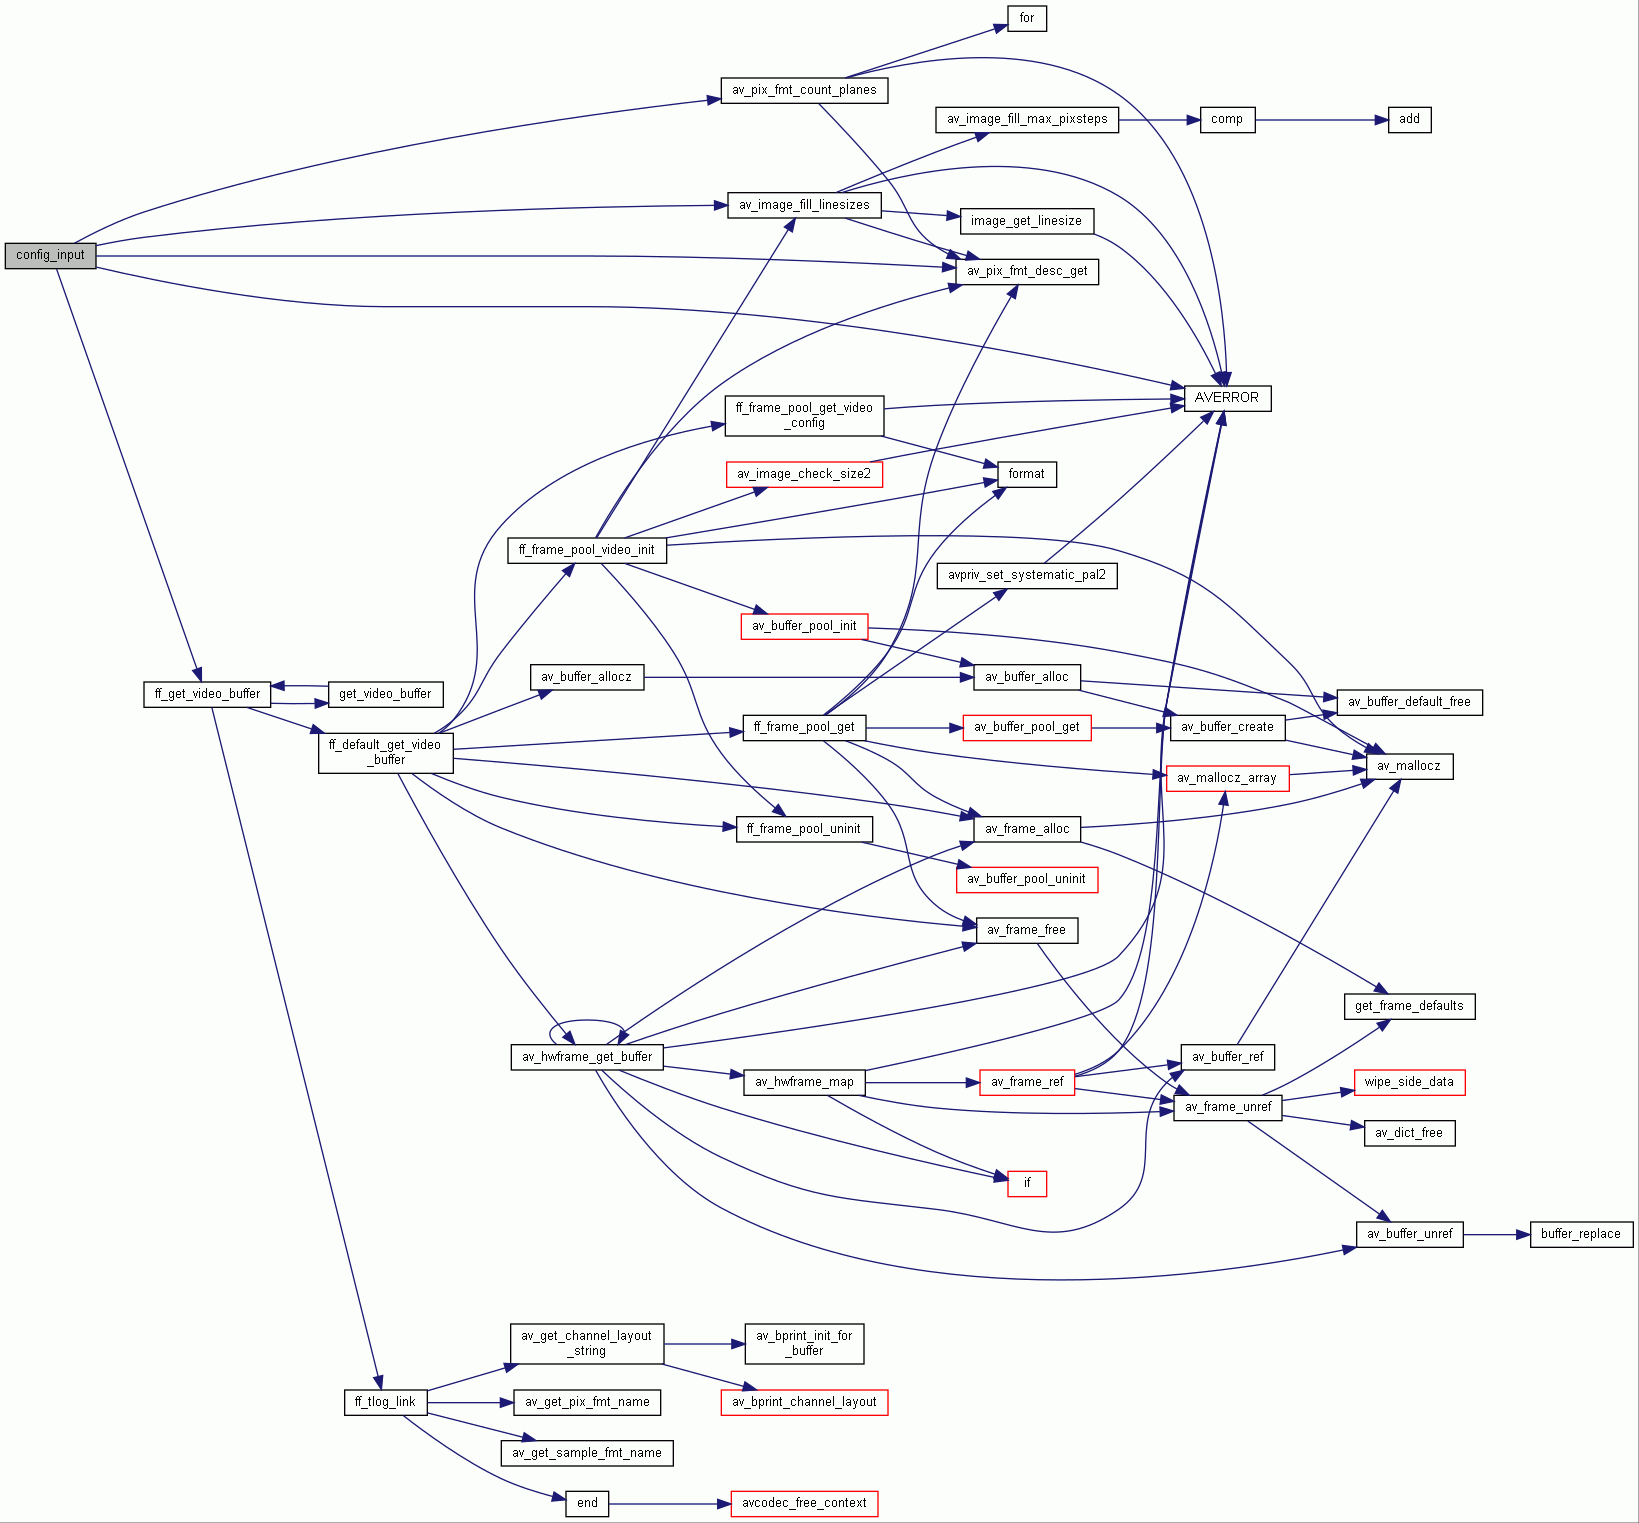 for
av_pix_fmt_count_planes
av_image_fill_max_pixsteps
comp
add
av_image_fill_linesizes
image_get_linesize
config_input
av_pix_fmt_desc_get
AVERROR
ff_frame_pool_get_video
_config
av_image_check_size2
format
ff_frame_pool_video_init
avpriv_set_systematic_pal2
av_buffer_pool_init
av_buffer_allocz
av_buffer_alloc
ff_get_video_buffer
get_video_buffer
av_buffer_default_free
ff_default_get_video
_buffer
ff_frame_pool_get
av_buffer_pool_get
av_buffer_create
av_mallocz
av_mallocz_array
ff_frame_pool_uninit
av_frame_alloc
av_buffer_pool_uninit
av_frame_free
get_frame_defaults
av_hwframe_get_buffer
av_buffer_ref
av_hwframe_map
av_frame_ref
wipe_side_data
av_frame_unref
av_dict_free
if
av_buffer_unref
buffer_replace
av_get_channel_layout
_string
av_bprint_init_for
_buffer
ff_tlog_link
av_get_pix_fmt_name
av_bprint_channel_layout
av_get_sample_fmt_name
end
avcodec_free_context